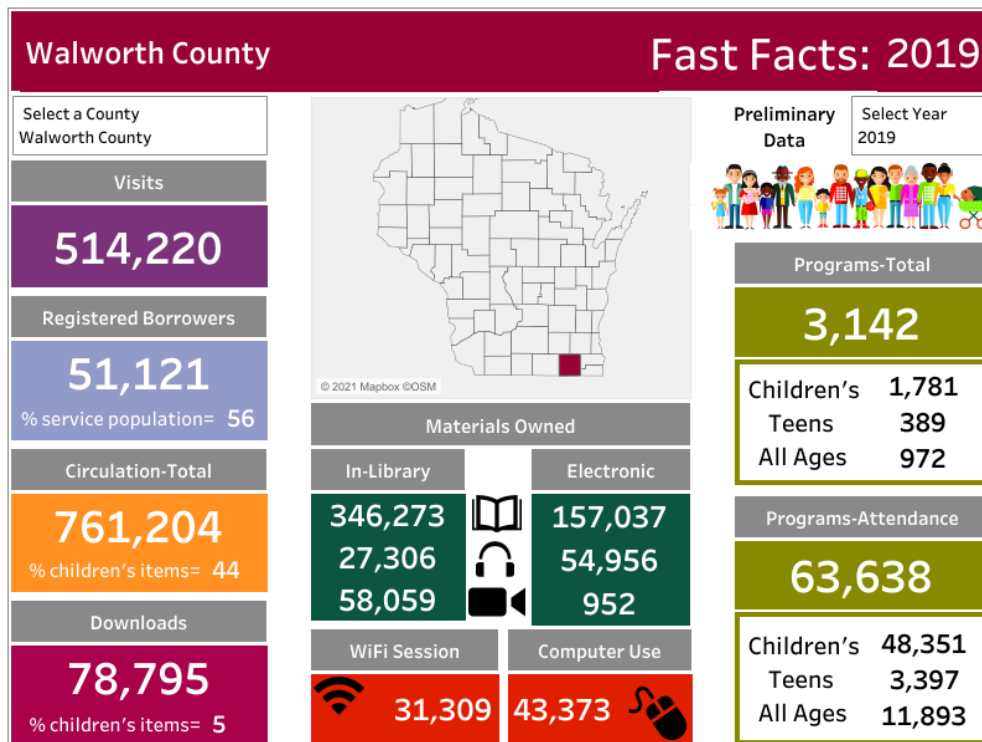 Walworth County
Fast Facts: 2019
Select a County
Walworth County
Visits
514,220
Registered Borrowers
51,121
% service population= 56
Circulation-Total
761,204
% children's items= 44
Downloads
78,795
% children's items= 5
© 2021 Mapbox ©OSM
Materials Owned
In-Library
Electronic
346,273
157,037
27,306
54,956
58,059
952
WiFi Session
Computer Use
31,309
43,373
Preliminary
Data
Select Year
2019
Programs-Total
3,142
Children's 1,781
Teens 389
All Ages 972
Programs-Attendance
63,638
Children's 48,351
Teens 3,397
All Ages 11,893